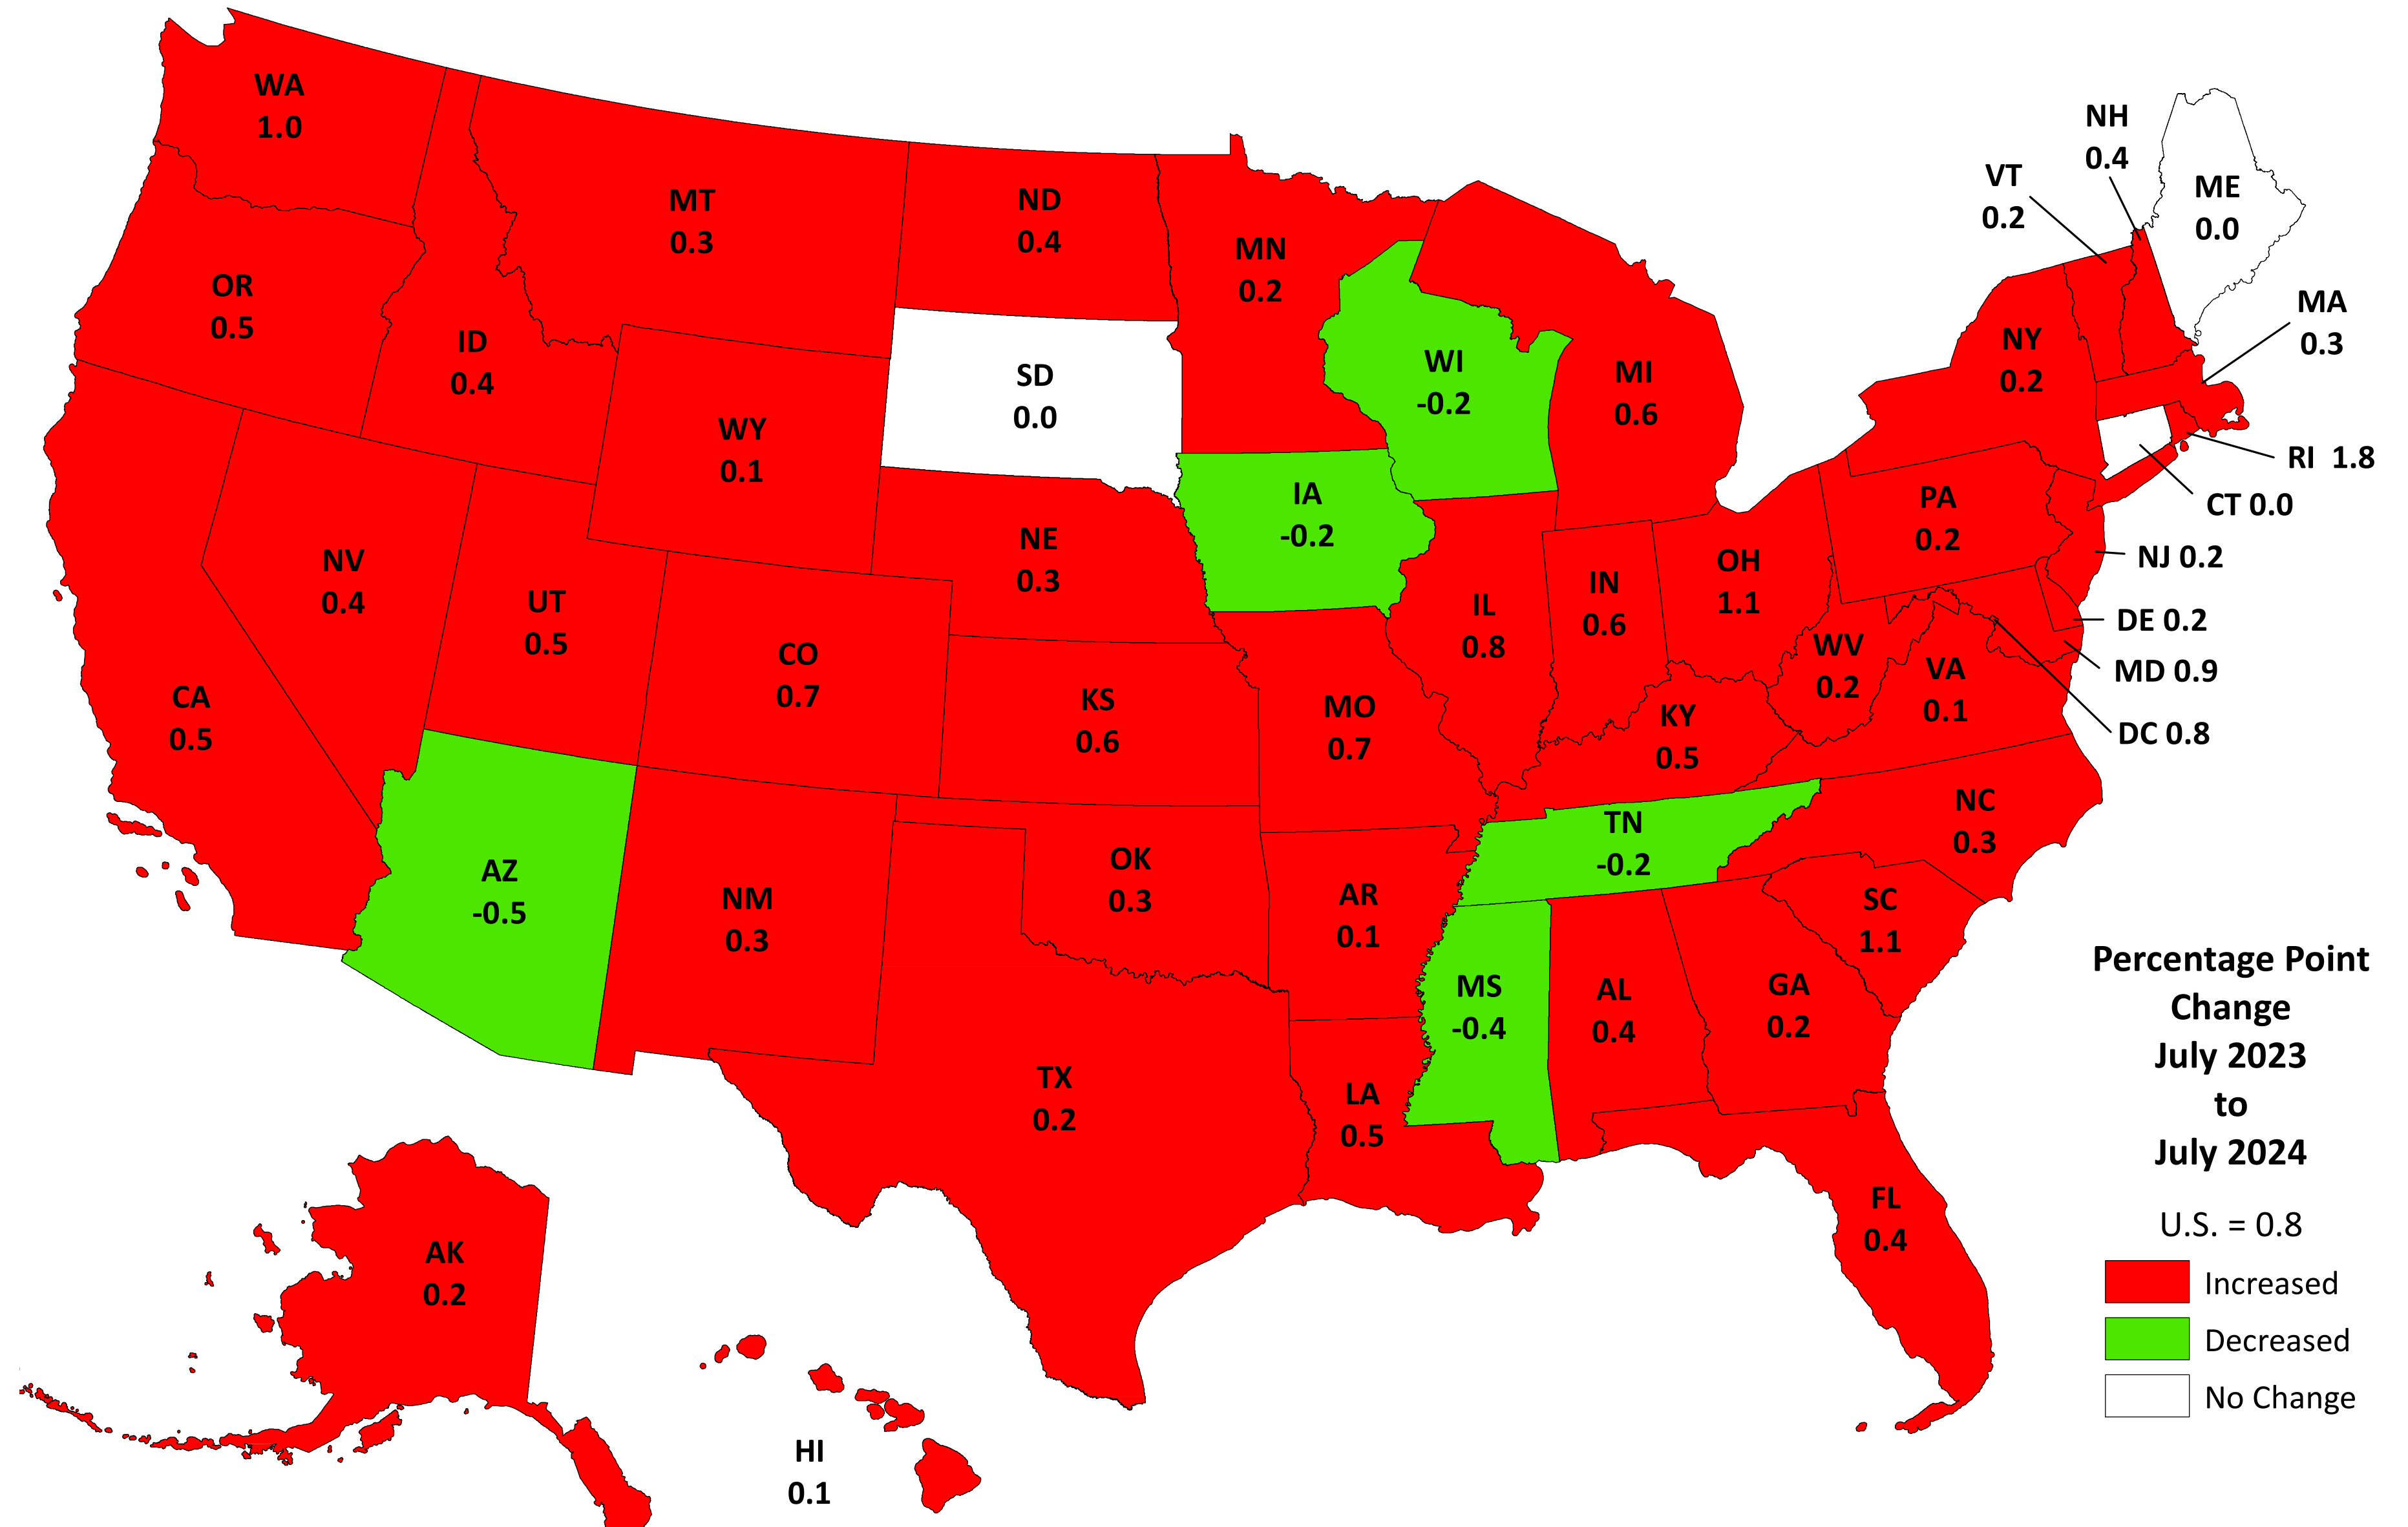 WA
1.0
OR
0.5
CA
0.5
NV
0.4
ID
0.4
MT
0.3
WY
0.1
UT
0.5
CO
0.7
AZ
-0.5
NM
0.3
ND
0.4
SD
0.0
NE
0.3
KS
0.6
OK
0.3
TX
0.2
MN
0.2
IA
-0.2
MO
0.7
AR
0.1
LA
0.5
WI
-0.2
IL
0.8
MI
0.6
IN
0.6
OH
1.1
KY
0.5
TN
-0.2
MS
-0.4
AL
0.4
GA
0.2
FL
0.4
SC
1.1
NC
0.3
VA
0.1
WV
0.2
PA
0.2
NY
0.2
VT
0.2
NH
0.4
ME
0.0
MA
0.3
RI 1.8
CT 0.0
NJ 0.2
DE 0.2
MD 0.9
DC 0.8
AK
0.2
HI
0.1
Percentage Point
Change
July 2023
to
July 2024
U.S. = 0.8
Increased
Decreased
No Change